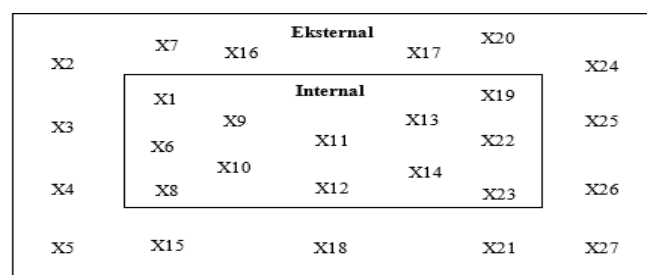 Eksternal
X20
X7
X16
X17
X2
X24
Internal
X19
X1
X9
X13
X25
X3
X11
X22
X6
X10
X14
X4
X8
X12
X23
X26
X5
X15
X18
X21
X27